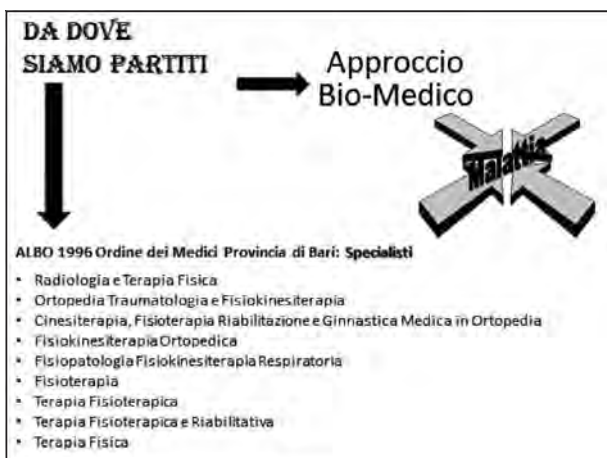 DA DOVE
SIAMO PARTITI
Approccio
Bio-Medico
Malattia
ALBO 1996 Ordine dei Medici Provincia di Bari: Specialisti
• Radiologia e Terapia Fisica
• Ortopedia Traumatologia e Fisiokinesiterapia
• Cinesiterapia, Fisioterapia Riabilitazione e Ginnastica Medica in Ortopedia
• Fisiokinesiterapia Ortopedica
• Fisiopatologia Fisiokinesiterapia Respiratoria
• Fisioterapia
• Terapia Fisioterapica
• Terapia Fisioterapica e Riabilitativa
• Terapia Fisica